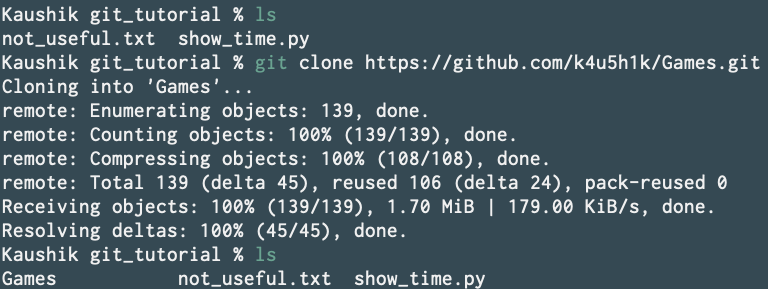 Kaushik git_tutorial % ls
not_useful.txt  show_time.py
Kaushik git_tutorial % git clone https://github.com/k4u5h1k/Games.git
Cloning into 'Games'...
remote: Enumerating objects: 139, done.
remote: Counting objects: 100% (139/139), done.
remote: Compressing objects: 100% (108/108), done.
remote: Total 139 (delta 45), reused 106 (delta 24), pack-reused 0
Receiving objects: 100% (139/139), 1.70 MiB | 179.00 KiB/s, done.
Resolving deltas: 100% (45/45), done.
Kaushik git_tutorial % ls
Games           not_useful.txt  show_time.py